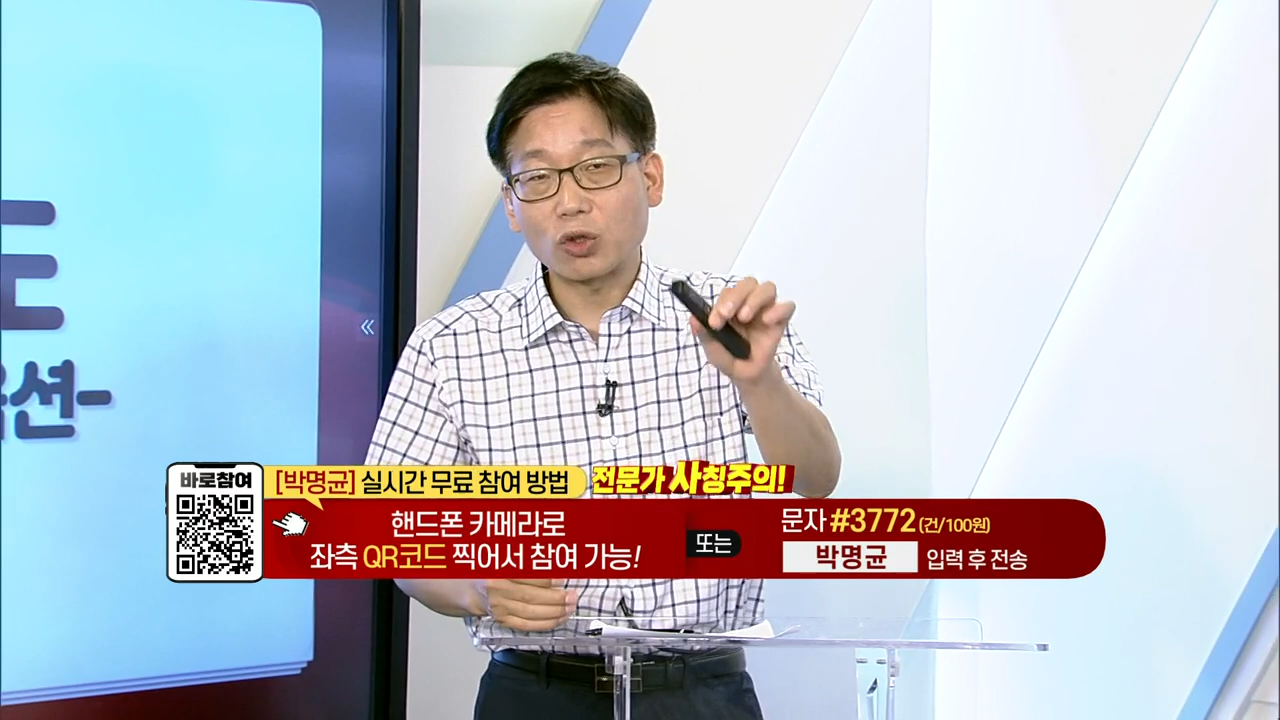 션-
바로참여
[박명균] 실시간 무료 참여 방법
전문가 사칭주의!
핸드폰 카메라로
좌측 QR코드 찍어서 참여 가능!
또는
문자 #3772 (건/100원)
박명균 입력 후 전송